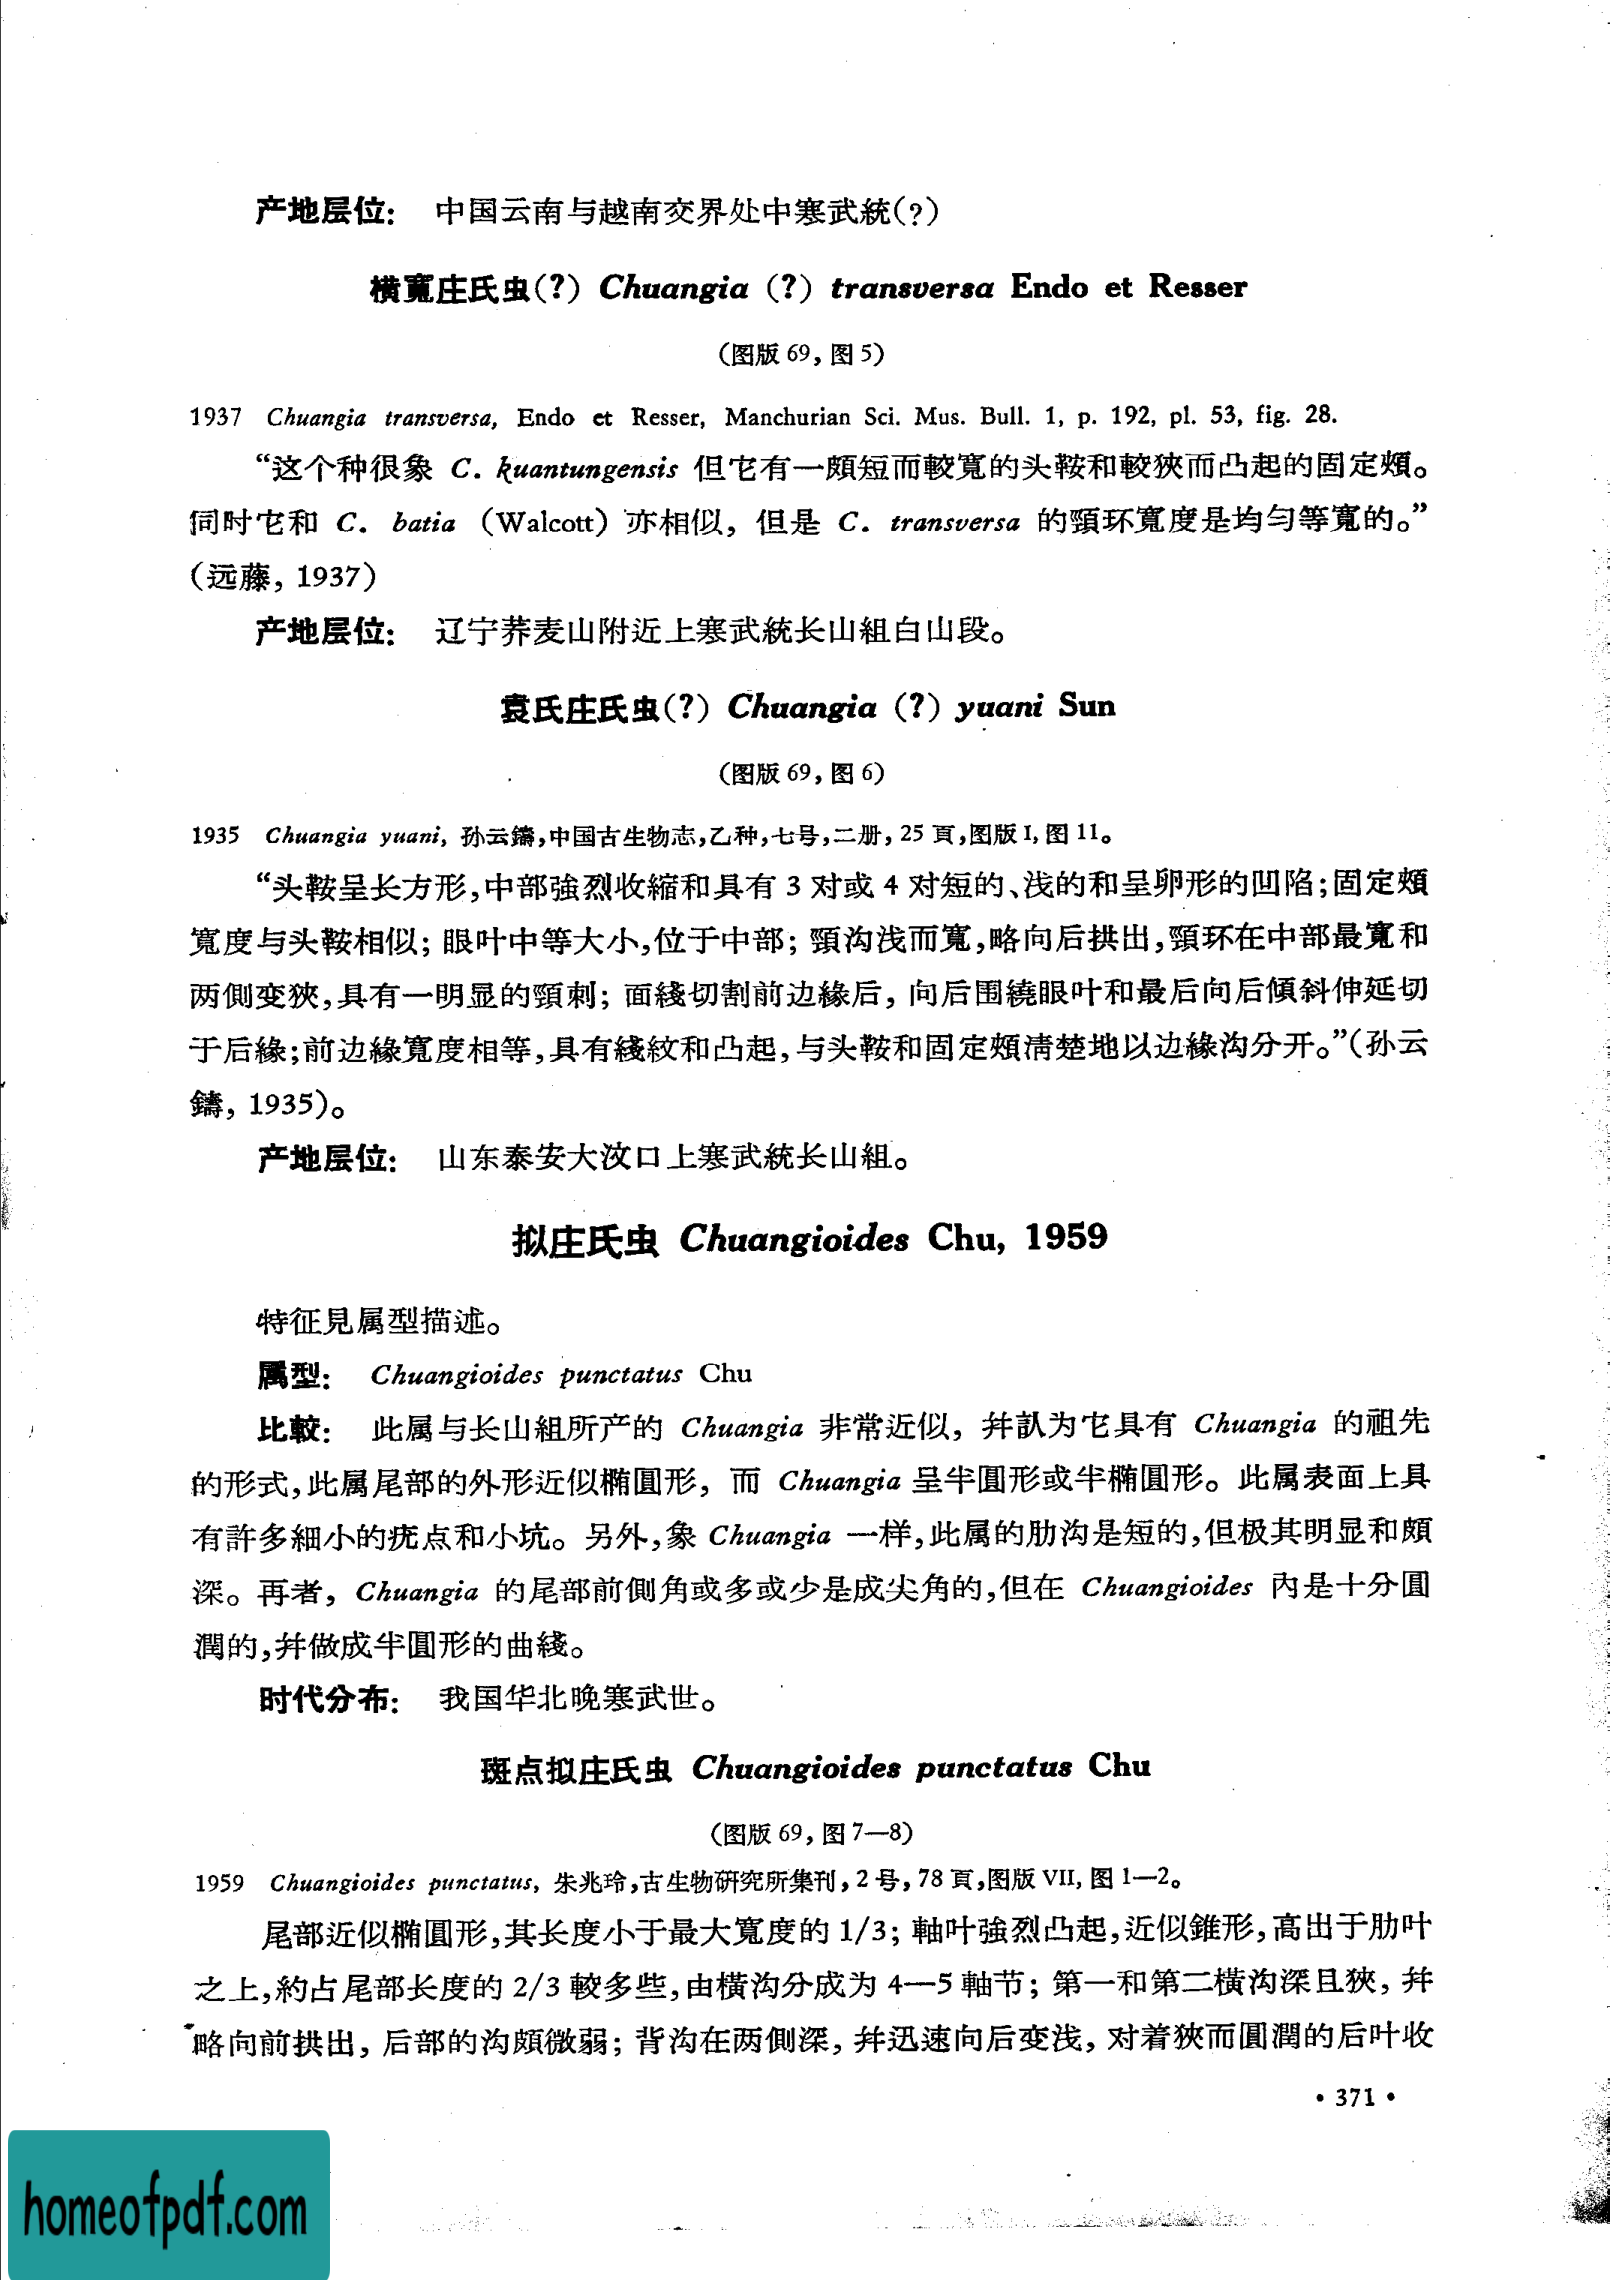 产地层位： 中国云南与越南交界处中寒武統(?)
横寬庄氏虫(?) Chuangia (?) transversa Endo et Resser
(图版 69, 图 5)
1937 Chuangia transversa, Endo et Resser, Manchurian Sci. Mus. Bull. 1, p. 192, pl. 53, fig. 28.
“这个种很象 C. kuantungensis 但它有一頗短而較寬的头鞍和較狹而凸起的固定頰。
同时它和 C. batia (Walcott) 亦相似, 但是 C. transversa 的頸环寬度是均匀等寬的。”
(远藤, 1937)
产地层位： 辽宁荞麦山附近上寒武統长山組白山段。
袁氏庄氏虫(?) Chuangia (?) yuani Sun
(图版 69, 图 6)
1935 Chuangia yuani, 孙云鑄,中国古生物志,乙种,七号,二册, 25 頁,图版 I, 图 11。
“头鞍呈长方形,中部強烈收縮和具有 3 对或 4 对短的、浅的和呈卵形的凹陷;固定頰
寬度与头鞍相似; 眼叶中等大小,位于中部; 頸沟浅而寬,略向后拱出,頸环在中部最寬和
两側变狹,具有一明显的頸刺; 面綫切割前边緣后, 向后围繞眼叶和最后向后傾斜伸延切
于后緣;前边緣寬度相等,具有綫紋和凸起,与头鞍和固定頰清楚地以边緣沟分开。”(孙云
鑄, 1935)。
产地层位： 山东泰安大汶口上寒武統长山組。
拟庄氏虫 Chuangioides Chu, 1959
特征見属型描述。
属型： Chuangioides punctatus Chu
比較： 此属与长山組所产的 Chuangia 非常近似, 并訊为它具有 Chuangia 的祖先
的形式,此属尾部的外形近似椭圓形, 而 Chuangia 呈半圓形或半椭圓形。此属表面上具
有許多細小的疣点和小坑。另外,象 Chuangia 一样,此属的肋沟是短的,但极其明显和頗
深。再者, Chuangia 的尾部前側角或多或少是成尖角的,但在 Chuangioides 內是十分圓
潤的,并做成半圓形的曲綫。
时代分布： 我国华北晚寒武世。
斑点拟庄氏虫 Chuangioides punctatus Chu
(图版 69, 图 7—8)
1959 Chuangioides punctatus, 朱兆玲,古生物研究所集刊, 2 号, 78 頁,图版 VII, 图 1—2。
尾部近似椭圓形,其长度小于最大寬度的 1/3; 軸叶強烈凸起,近似錐形,高出于肋叶
之上,約占尾部长度的 2/3 較多些,由橫沟分成为 4—5 軸节; 第一和第二橫沟深且狹, 并
略向前拱出, 后部的沟頗微弱; 背沟在两側深, 并迅速向后变浅, 对着狹而圓潤的后叶收
• 371 •
homeofpdf.com